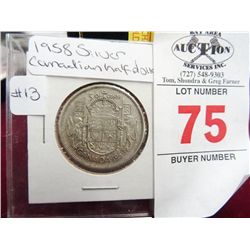 1958 Silver
Canadian half dollar
#13
BAY AREA
AUCTION
SERVICES INC.
(727) 548-9303
Tom, Shondra & Greg Farner
LOT NUMBER
75
BUYER NUMBER
CANADA